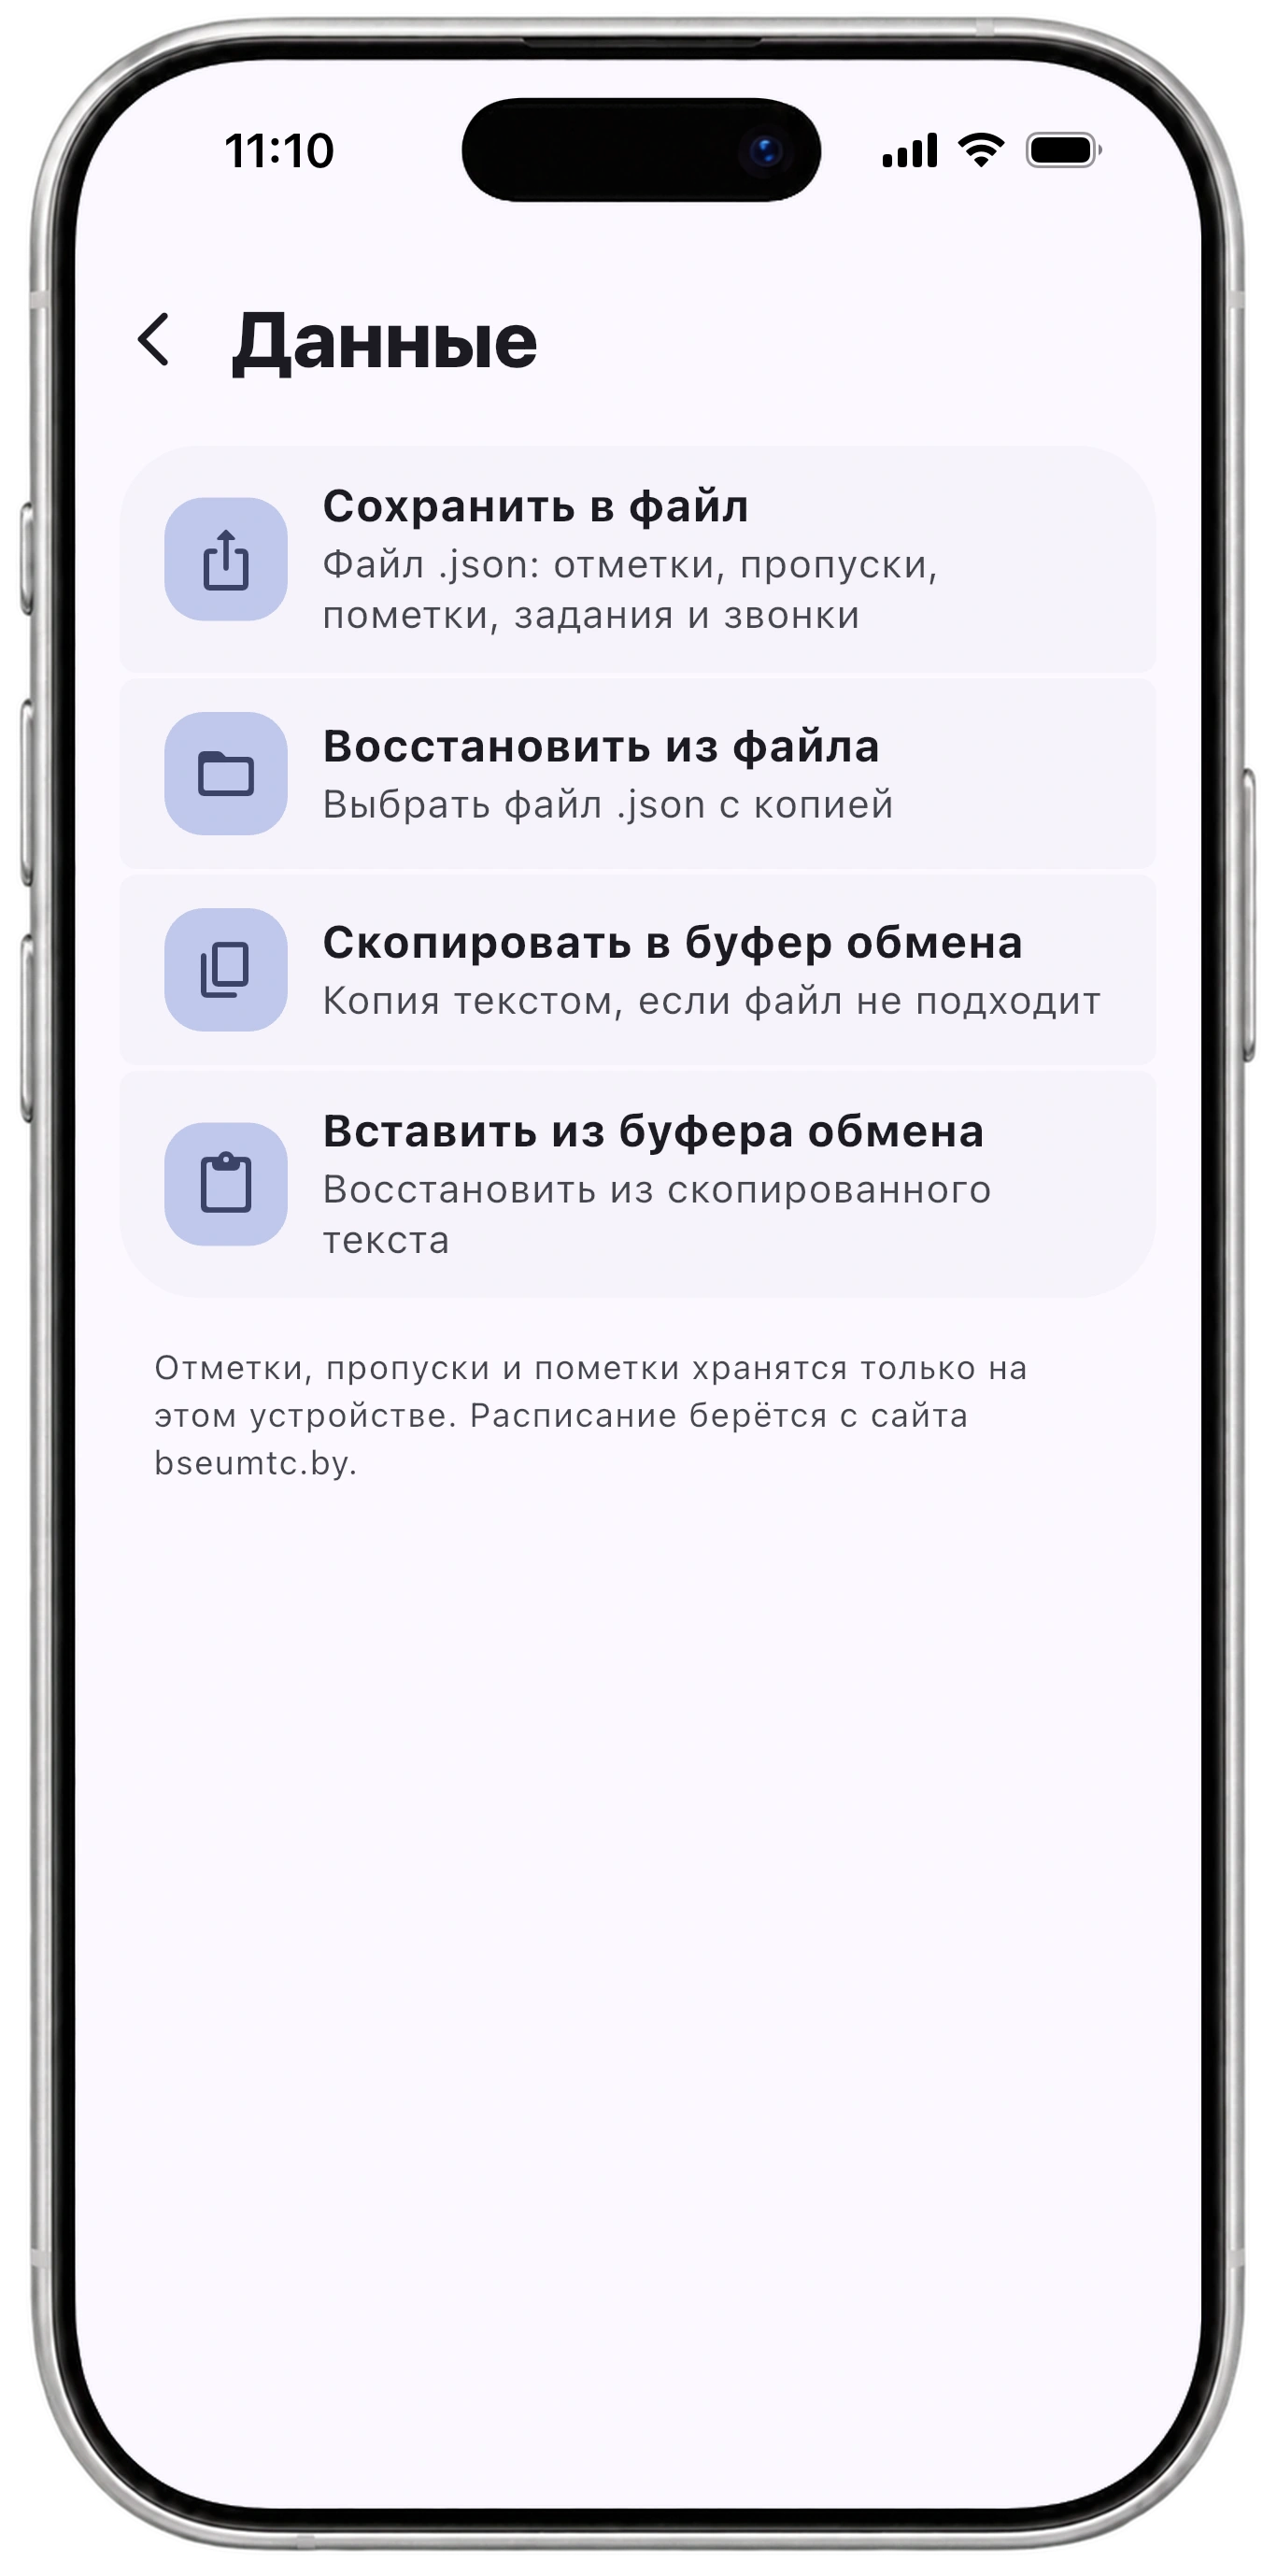 11:10
Данные
Сохранить в файл
Файл .json: отметки, пропуски,
пометки, задания и звонки
Восстановить из файла
Выбрать файл .json с копией
Скопировать в буфер обмена
Копия текстом, если файл не подходит
Вставить из буфера обмена
Восстановить из скопированного
текста
Отметки, пропуски и пометки хранятся только на
этом устройстве. Расписание берётся с сайта
bseumtc.by.